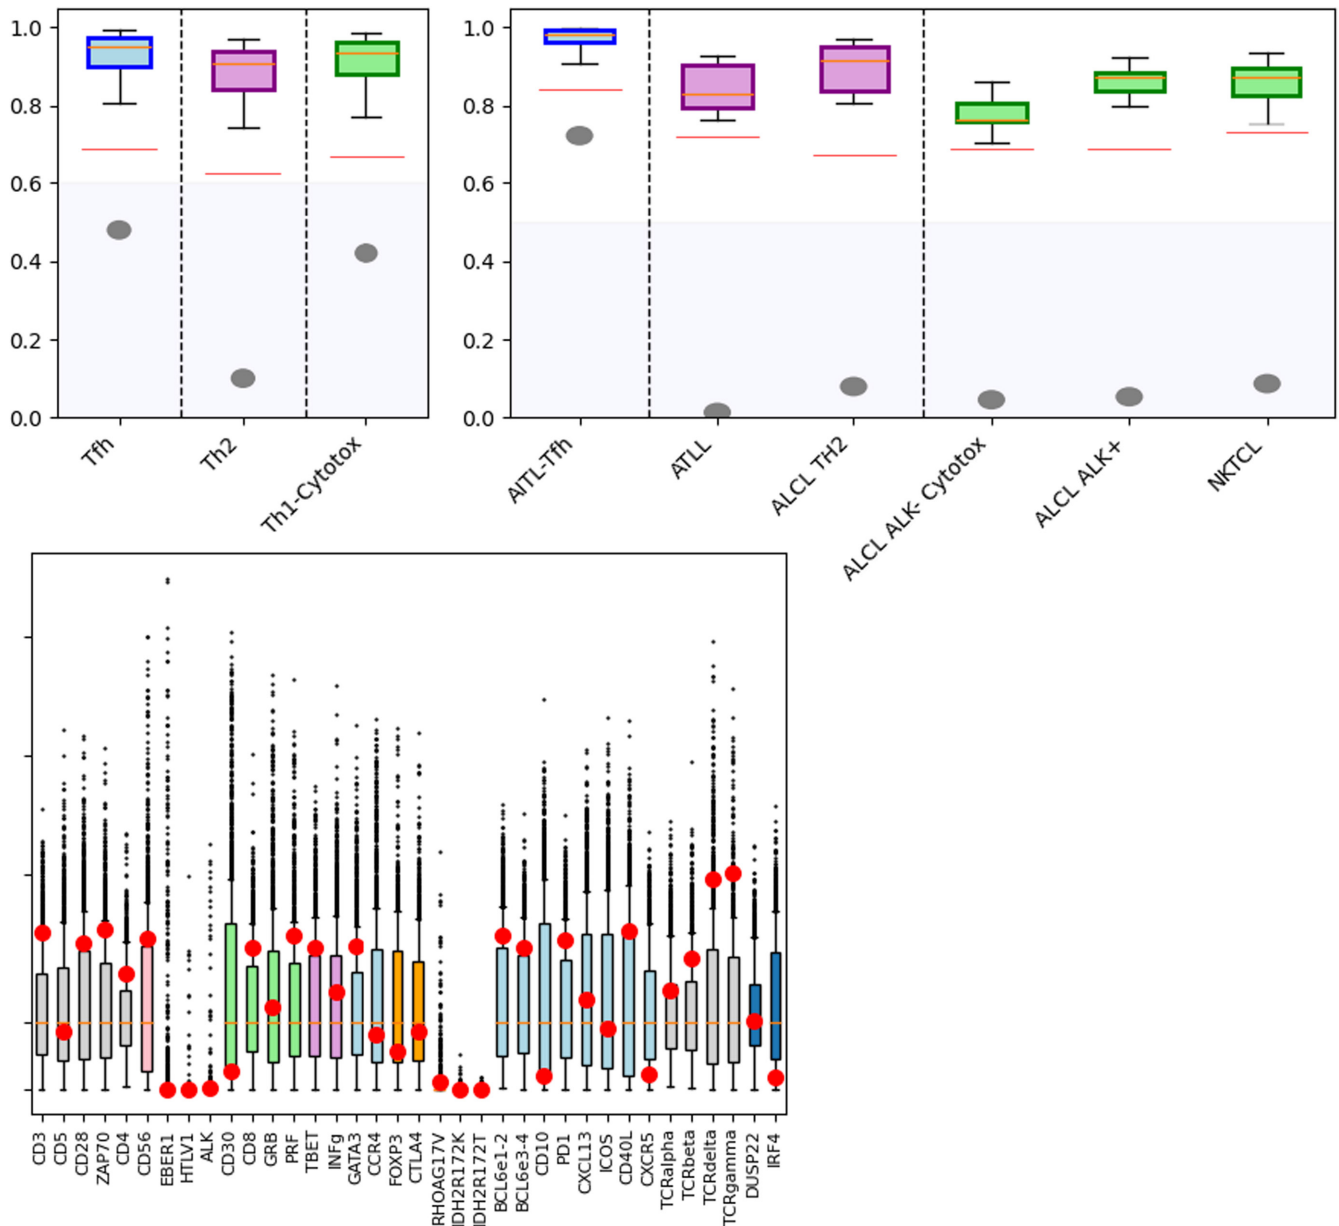 1.0
0.8
0.6
0.4
0.2
0.0
Tfh
Th2
Th1-Cytotox
1.0
0.8
0.6
0.4
0.2
0.0
AITL-Tfh
ATLL
ALCL TH2
ALCL ALK- Cytotox
ALCL ALK+
NKTCL
CD3
CD5
CD28
ZAP70
CD4
CD56
EBER1
HTLV1
ALK
CD30
CD8
GRB
PRF
TBET
INFg
GATA3
CCR4
FOXP3
CTLA4
RHOAG17V
IDH2R172K
IDH2R172T
BCL6e1-2
BCL6e3-4
CD10
PD1
CXCL13
ICOS
CD40L
CXCR5
TCRalpha
TCRbeta
TCRdelta
TCRgamma
DUSP22
IRF4